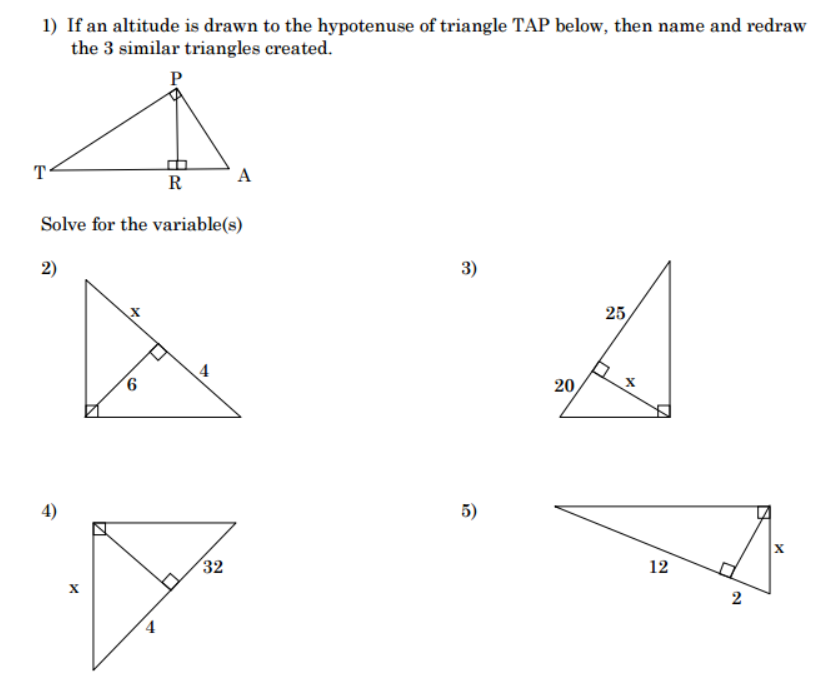 1) If an altitude is drawn to the hypotenuse of triangle TAP below, then name and redraw
the 3 similar triangles created.
P
T
R
A
Solve for the variable(s)
2)
x
6
4
3)
25
20
x
4)
x
32
4
5)
x
12
2